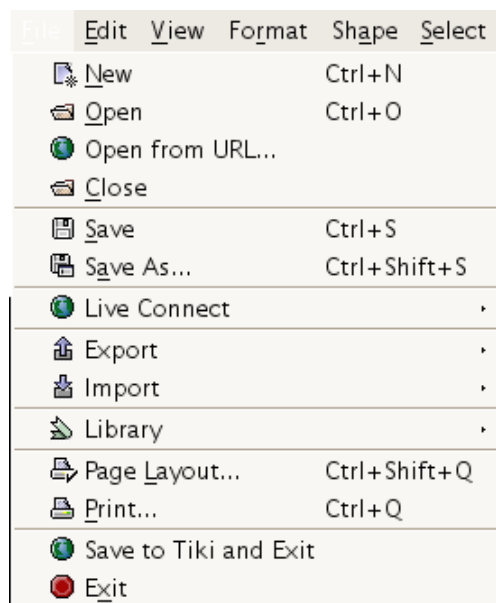 File Edit View Format Shape Select
New Ctrl+N
Open Ctrl+O
Open from URL...
Close
Save Ctrl+S
Save As... Ctrl+Shift+S
Live Connect
Export
Import
Library
Page Layout... Ctrl+Shift+Q
Print... Ctrl+Q
Save to Tiki and Exit
Exit